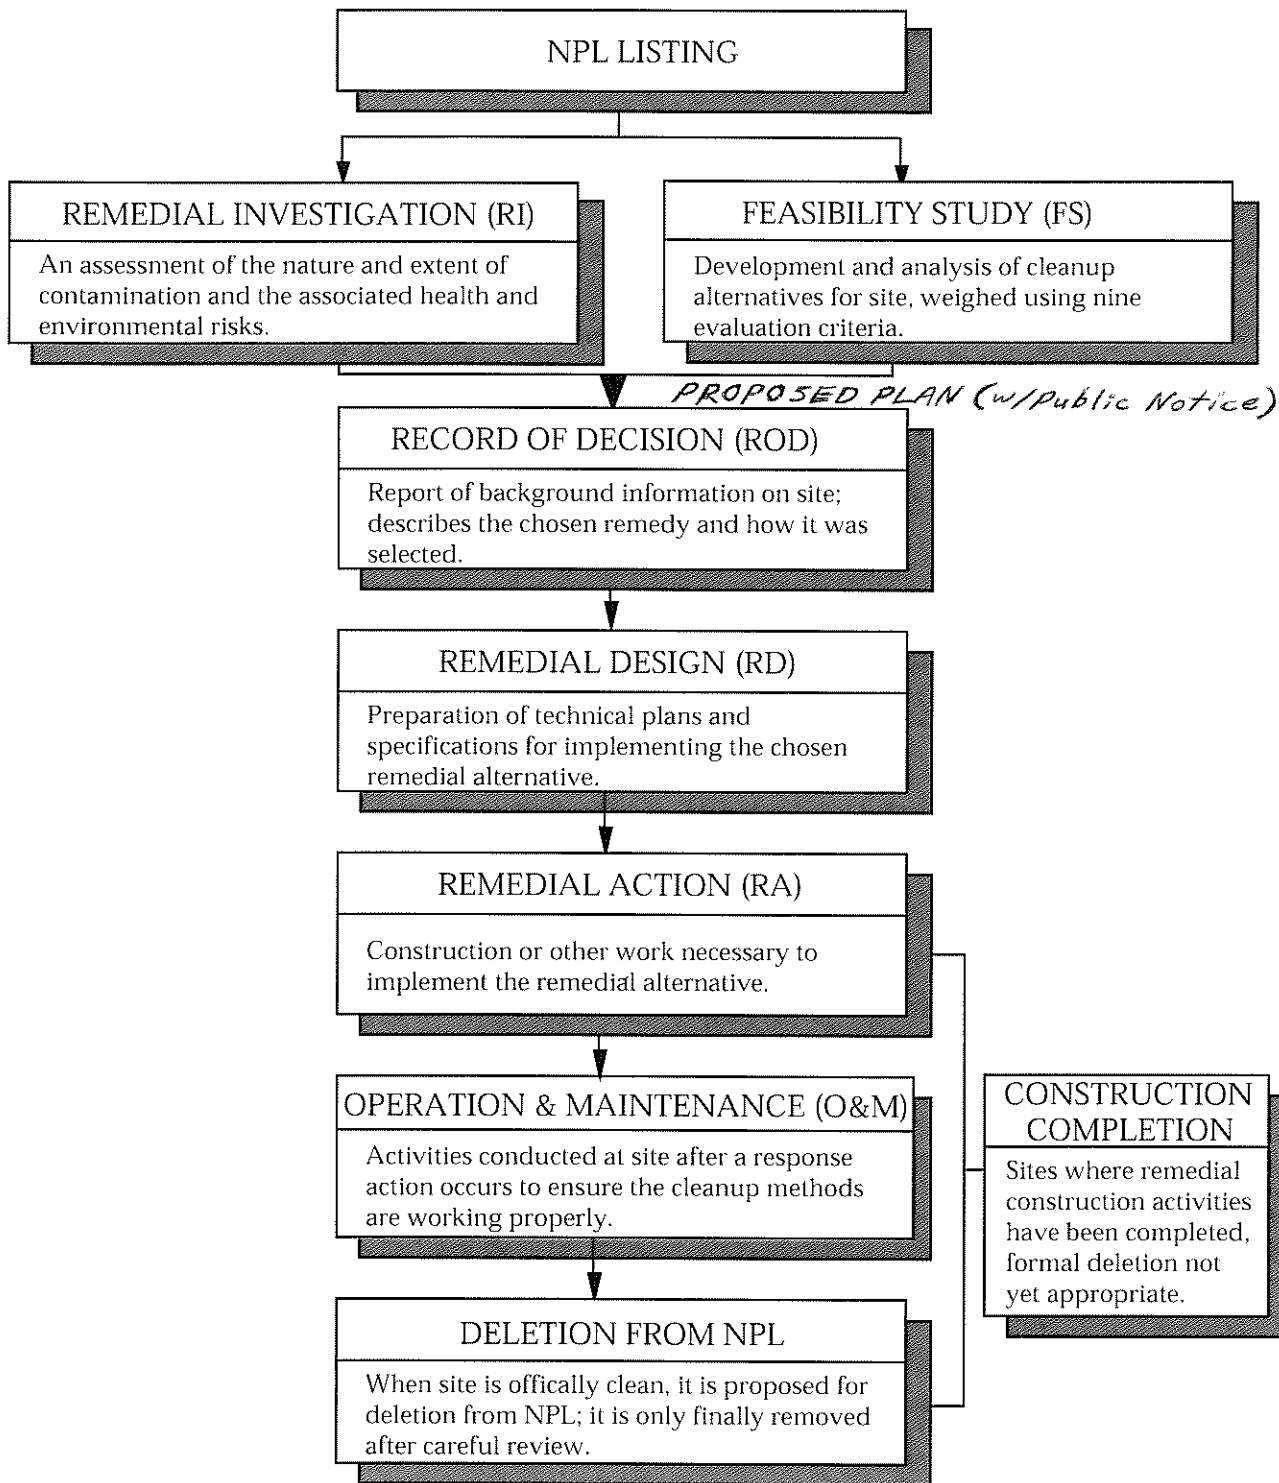 NPL LISTING
REMEDIAL INVESTIGATION (RI)
An assessment of the nature and extent of
contamination and the associated health and
environmental risks.
FEASIBILITY STUDY (FS)
Development and analysis of cleanup
alternatives for site, weighed using nine
evaluation criteria.
PROPOSED PLAN (w/Public Notice)
RECORD OF DECISION (ROD)
Report of background information on site;
describes the chosen remedy and how it was
selected.
REMEDIAL DESIGN (RD)
Preparation of technical plans and
specifications for implementing the chosen
remedial alternative.
REMEDIAL ACTION (RA)
Construction or other work necessary to
implement the remedial alternative.
OPERATION & MAINTENANCE (O&M)
Activities conducted at site after a response
action occurs to ensure the cleanup methods
are working properly.
CONSTRUCTION
COMPLETION
Sites where remedial
construction activities
have been completed,
formal deletion not
yet appropriate.
DELETION FROM NPL
When site is offically clean, it is proposed for
deletion from NPL; it is only finally removed
after careful review.